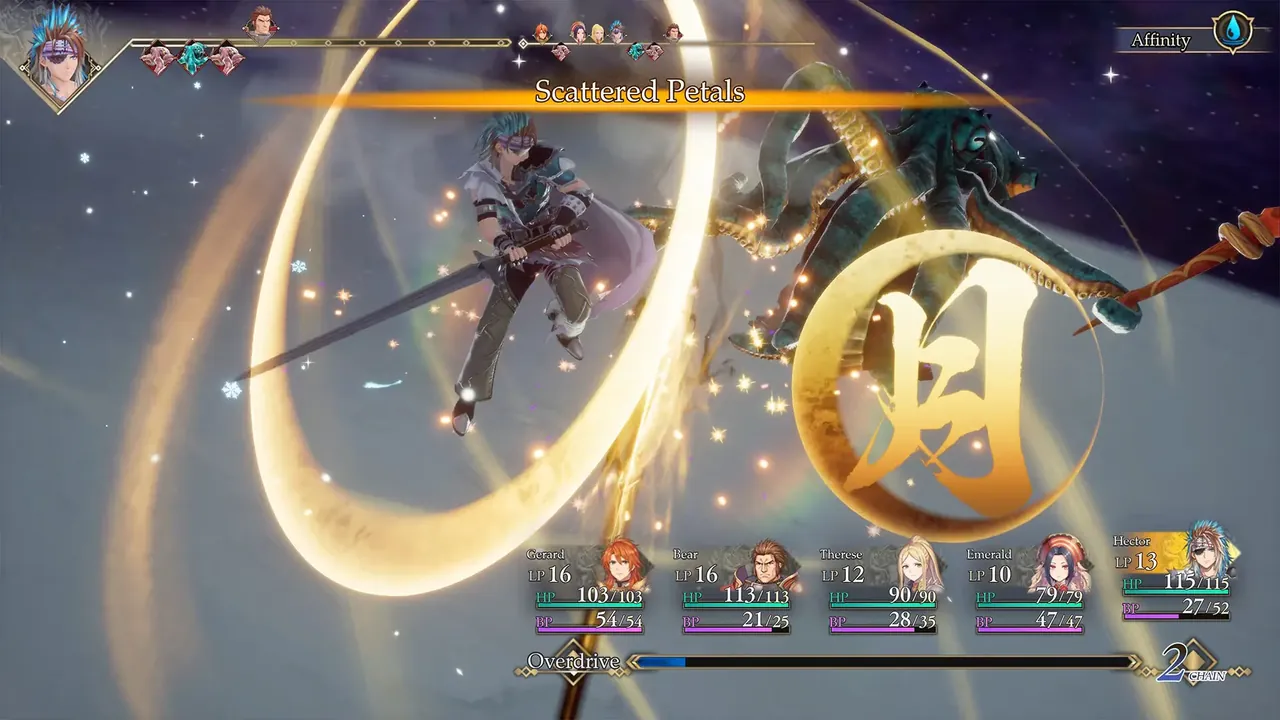 Affinity
Scattered Petals
月
Gerard
LP 16
HP 103/103
BP 54/54
Bear
LP 16
HP 113/113
BP 21/25
Therese
LP 12
HP 90/90
BP 28/35
Emerald
LP 10
HP 79/79
BP 47/47
Hector
LP 13
HP 115/115
BP 27/52
Overdrive
2 CHAIN